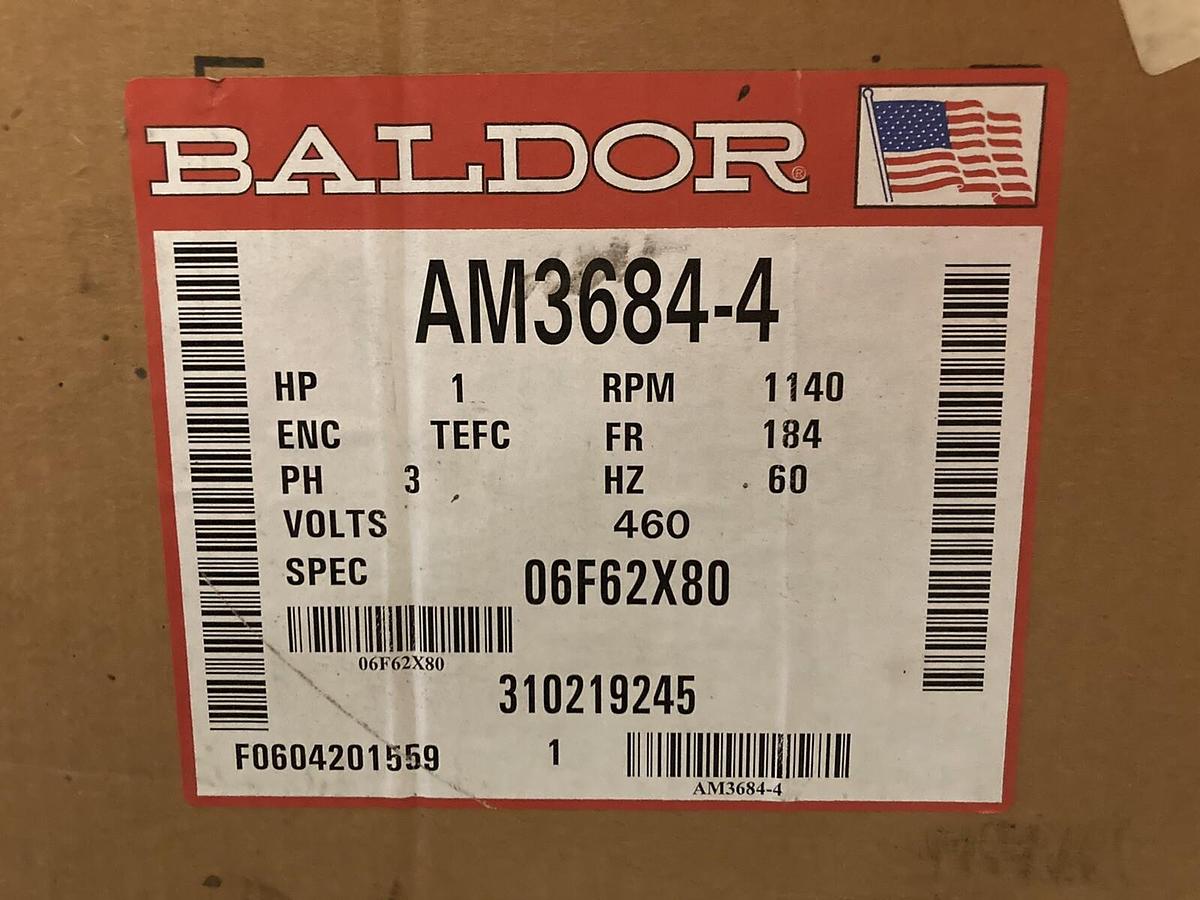 BALDOR®
AM3684-4
HP 1 RPM 1140
ENC TEFC FR 184
PH 3 HZ 60
VOLTS 460
SPEC 06F62X80
06F62X80
310219245
F0604201559 1
AM3684-4